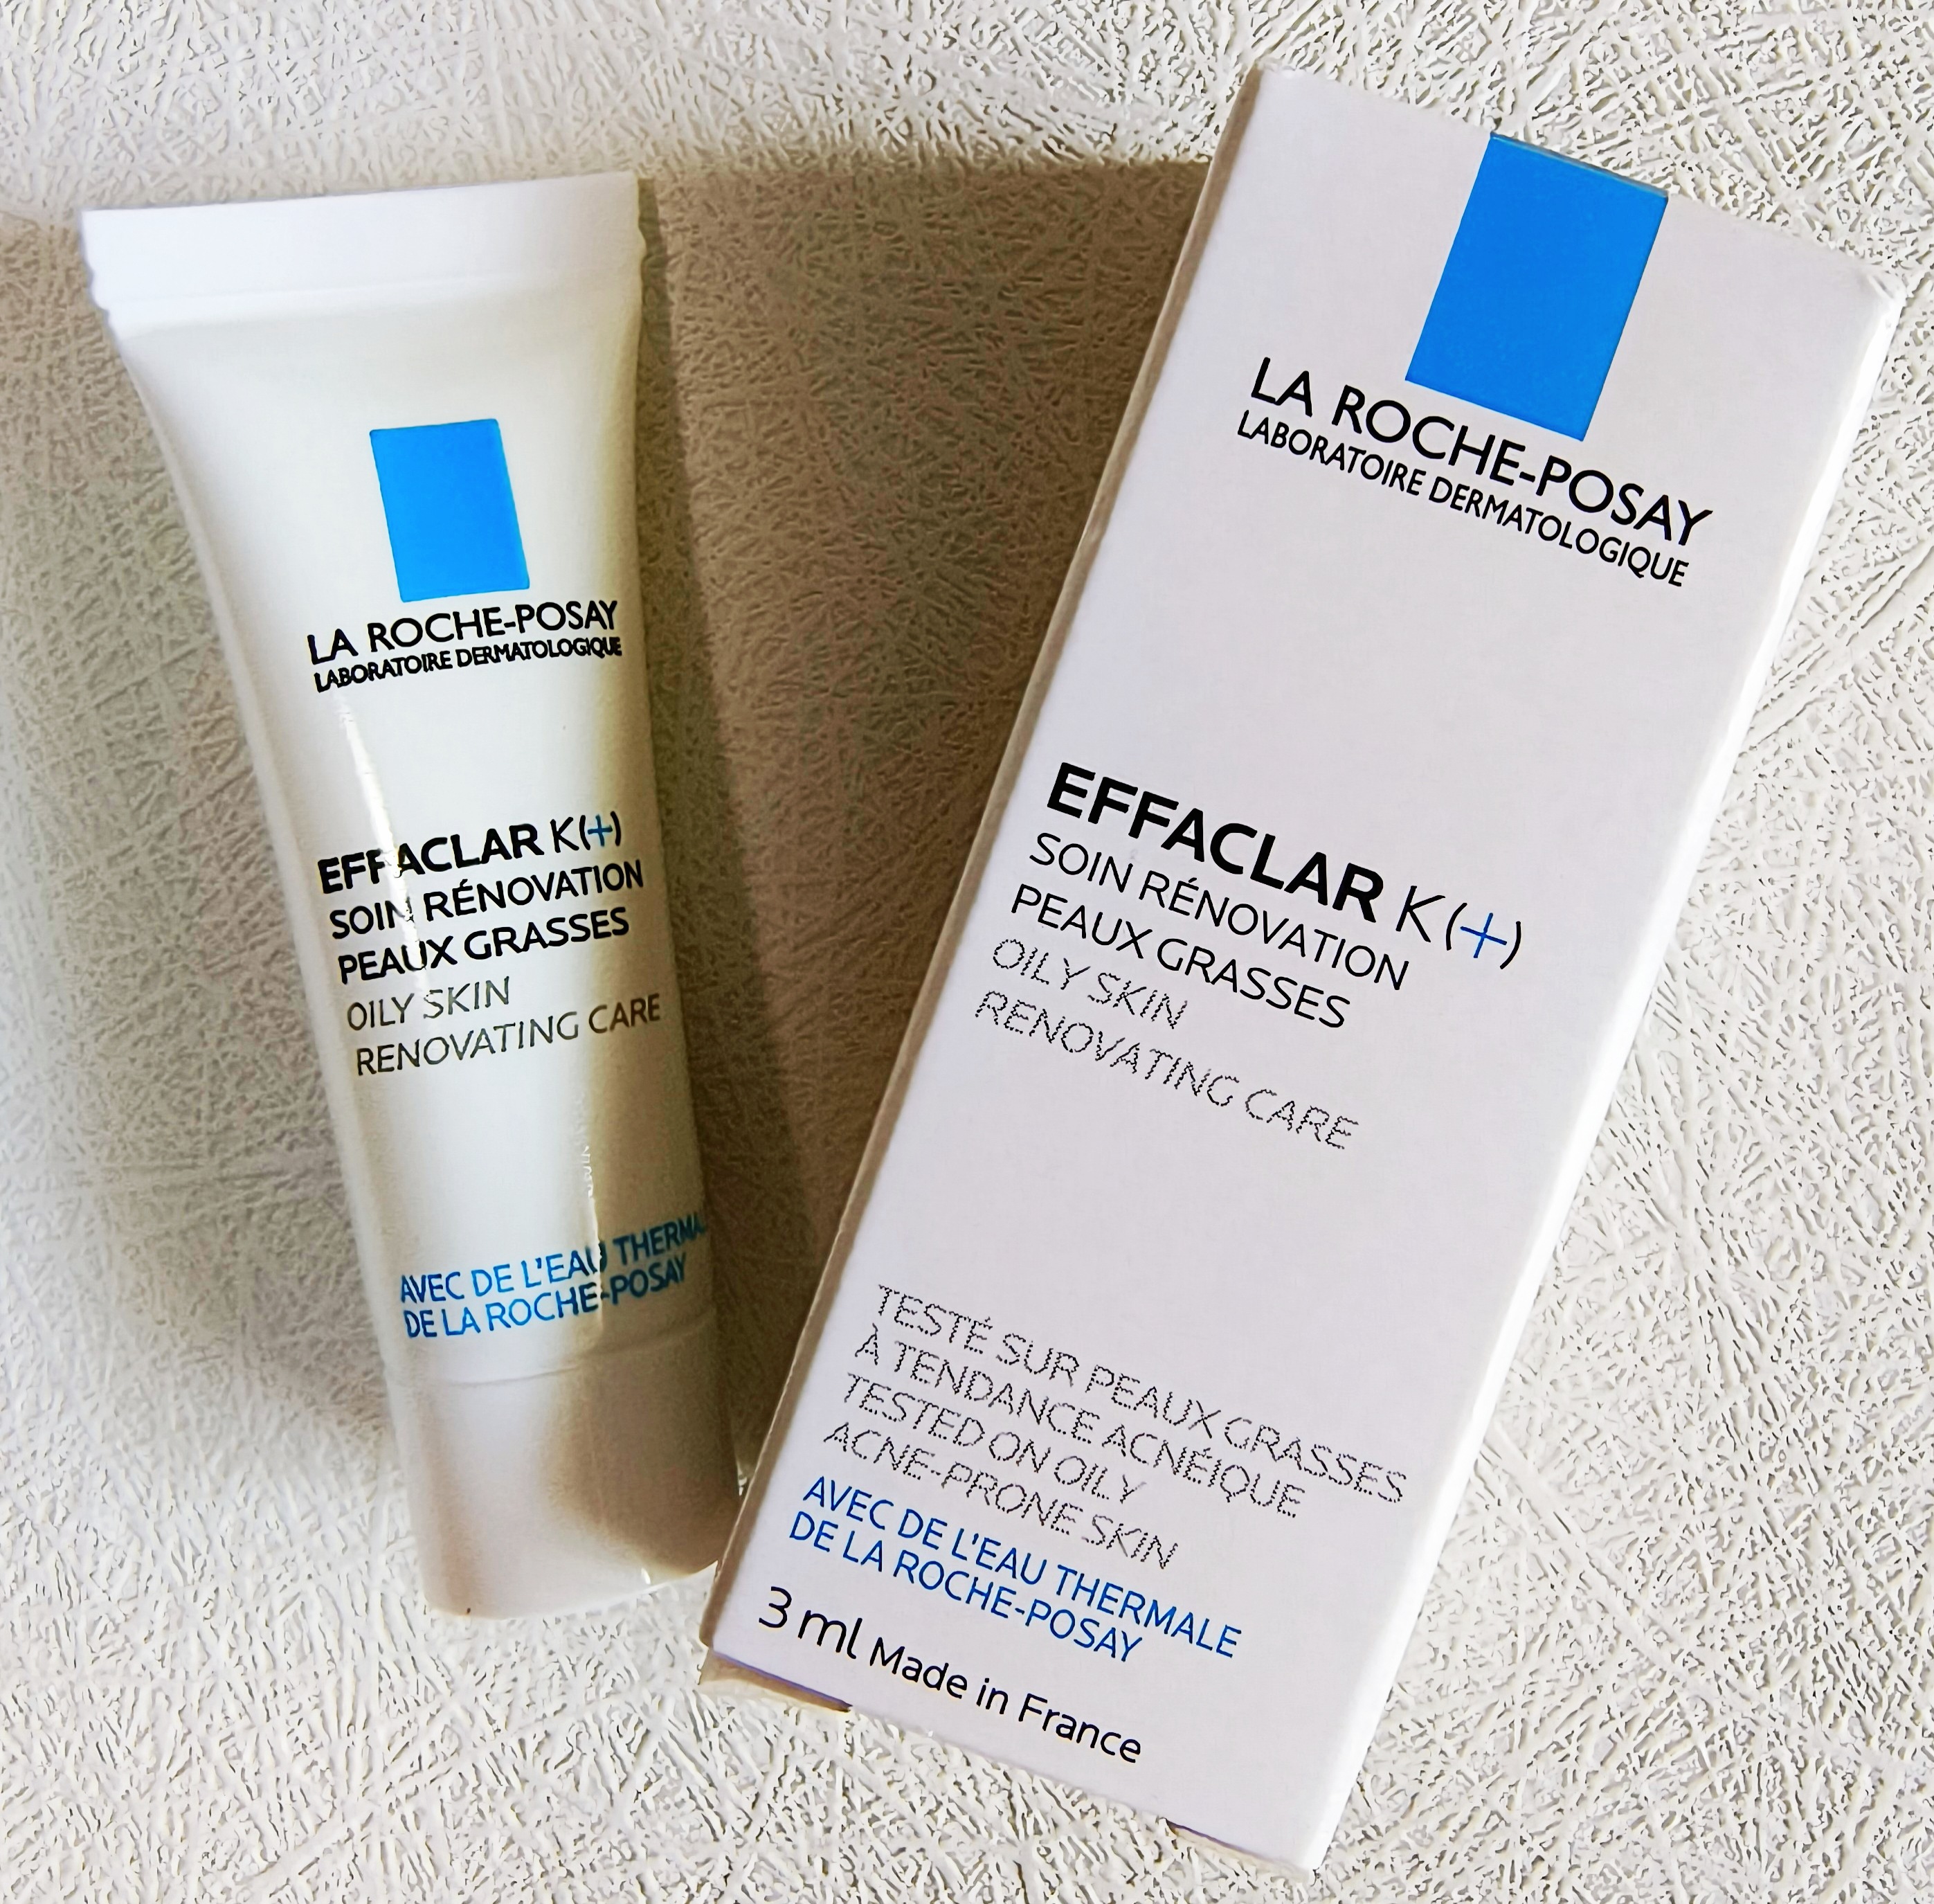 LA ROCHE-POSAY
LABORATOIRE DERMATOLOGIQUE
EFFACLAR K(+)
SOIN RÉNOVATION
PEAUX GRASSES
OILY SKIN
RENOVATING CARE
AVEC DE L'EAU THERMA
DE LA ROCHE-POSAY
LA ROCHE-POSAY
LABORATOIRE DERMATOLOGIQUE
EFFACLAR K(+)
SOIN RÉNOVATION
PEAUX GRASSES
OILY SKIN
RENOVATING CARE
TESTÉ SUR PEAUX GRASSES
À TENDANCE ACNÉIQUE
TESTED ON OILY
ACNE-PRONE SKIN
AVEC DE L'EAU THERMALE
DE LA ROCHE-POSAY
3 ml Made in France